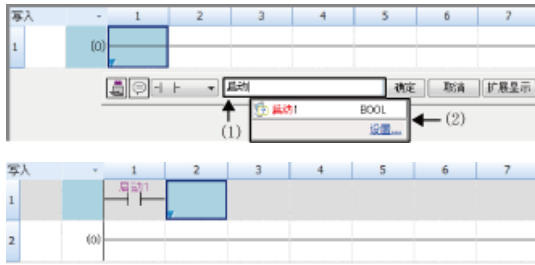 写入 1 2 3 4 5 6 7
1 (0)
启动 确定 取消 扩展显示
启动1 BOOL
(1) 设置... (2)
写入 1 2 3 4 5 6 7
1 启动1
2 (0)